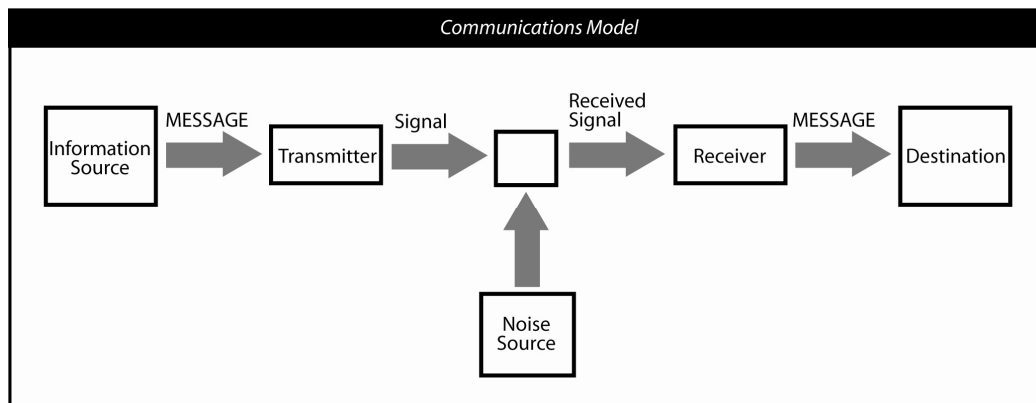 Communications Model
MESSAGE
Signal
Received
Signal
MESSAGE
Information
Source
Transmitter
Receiver
Destination
Noise
Source